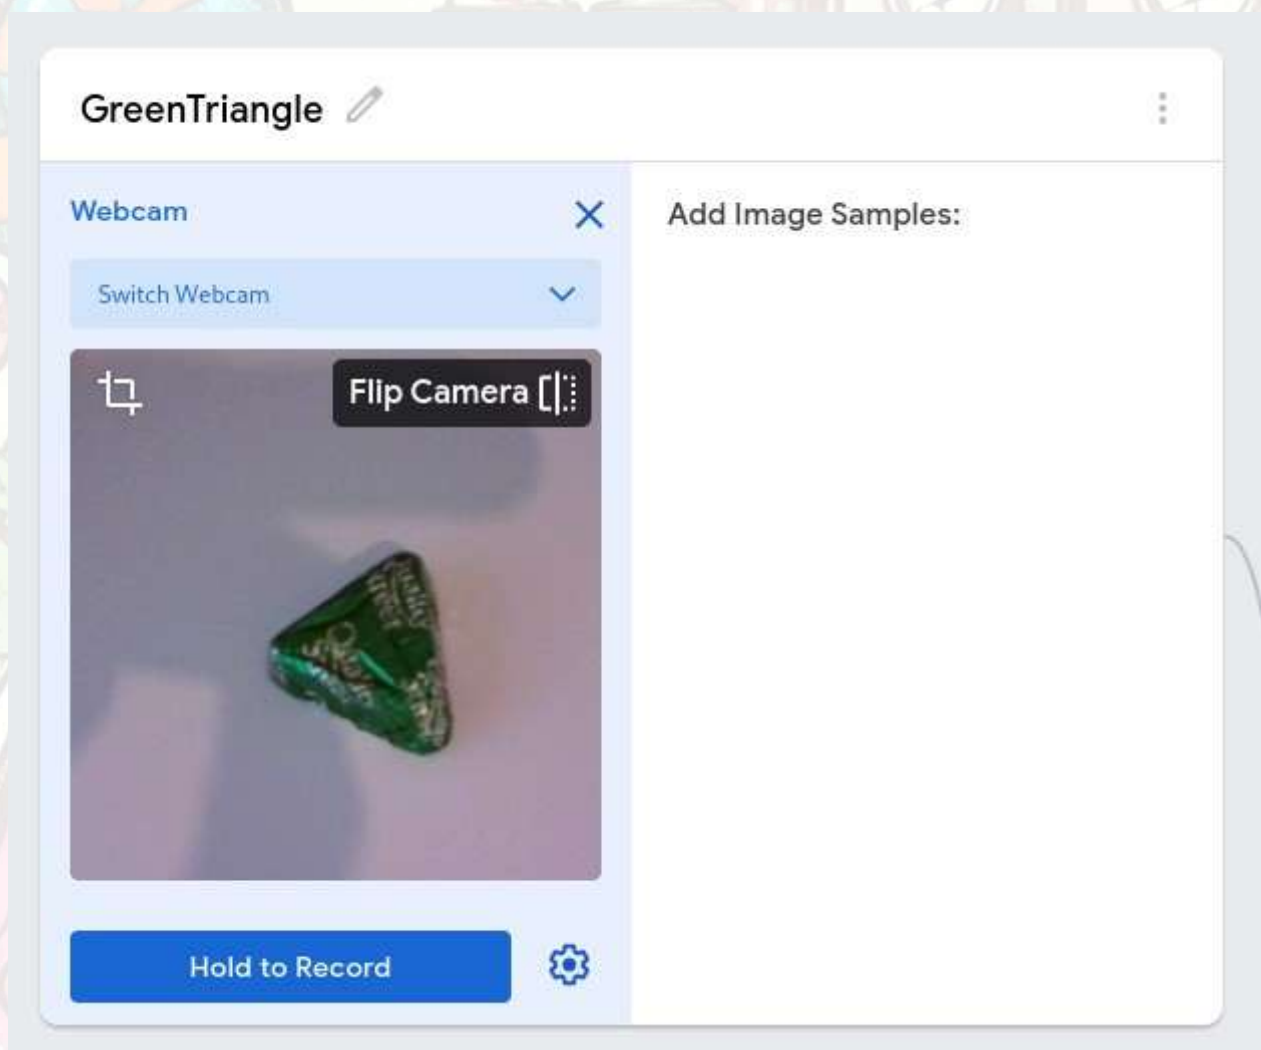 GreenTriangle
Webcam
Add Image Samples:
Switch Webcam
Flip Camera
Hold to Record